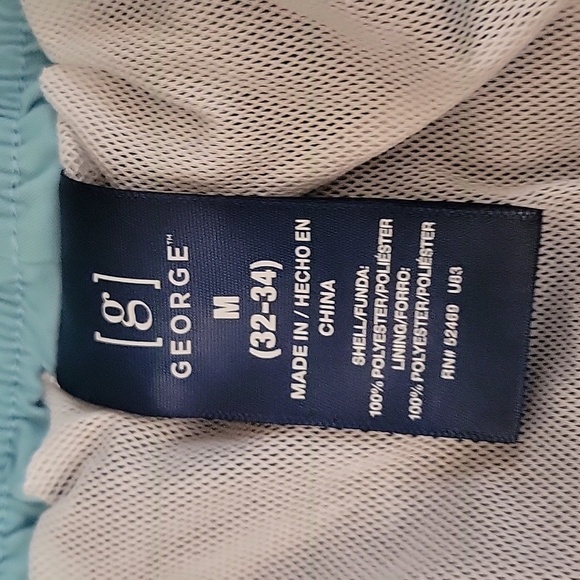 [g]
GEORGE™
M
(32-34)
MADE IN / HECHO EN
CHINA
SHELL/FUNDA:
100% POLYESTER/POLIÉSTER
LINING/FORRO:
100% POLYESTER/POLIÉSTER
RN# 52469 U83